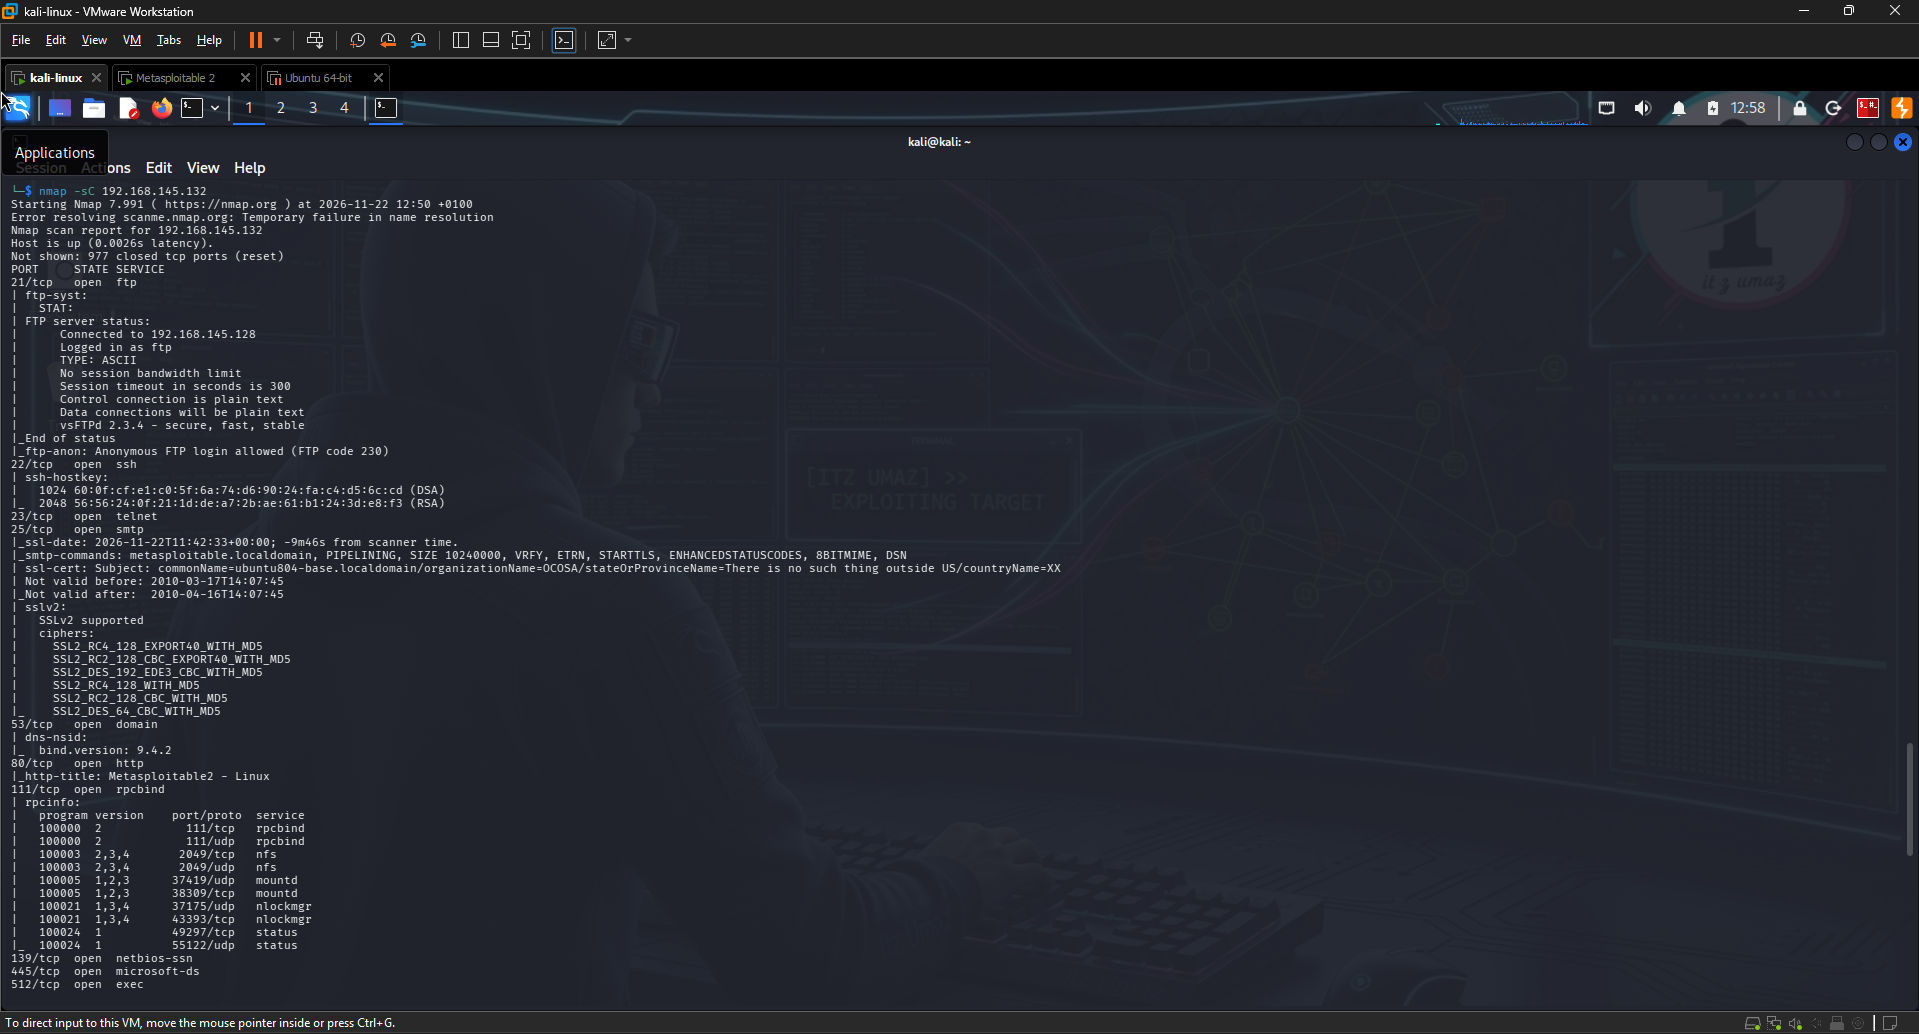 kali-linux - VMware Workstation
File Edit View VM Tabs Help
kali-linux Metasploitable 2 Ubuntu 64-bit
1 2 3 4 12:58
kali@kali: ~
Applications
Session Actions Edit View Help
└─$ nmap -sC 192.168.145.132
Starting Nmap 7.991 ( https://nmap.org ) at 2026-11-22 12:50 +0100
Error resolving scanme.nmap.org: Temporary failure in name resolution
Nmap scan report for 192.168.145.132
Host is up (0.0026s latency).
Not shown: 977 closed tcp ports (reset)
PORT     STATE SERVICE
21/tcp   open  ftp
| ftp-syst:
|   STAT:
| FTP server status:
|      Connected to 192.168.145.128
|      Logged in as ftp
|      TYPE: ASCII
|      No session bandwidth limit
|      Session timeout in seconds is 300
|      Control connection is plain text
|      Data connections will be plain text
|      vsFTPd 2.3.4 - secure, fast, stable
|_End of status
|_ftp-anon: Anonymous FTP login allowed (FTP code 230)
22/tcp   open  ssh
| ssh-hostkey:
|   1024 60:0f:cf:e1:c0:5f:6a:74:d6:90:24:fa:c4:d5:6c:cd (DSA)
|_  2048 56:56:24:0f:21:1d:de:a7:2b:ae:61:b1:24:3d:e8:f3 (RSA)
23/tcp   open  telnet
25/tcp   open  smtp
|_ssl-date: 2026-11-22T11:42:33+00:00; -9m46s from scanner time.
|_smtp-commands: metasploitable.localdomain, PIPELINING, SIZE 10240000, VRFY, ETRN, STARTTLS, ENHANCEDSTATUSCODES, 8BITMIME, DSN
| ssl-cert: Subject: commonName=ubuntu804-base.localdomain/organizationName=OCOSA/stateOrProvinceName=There is no such thing outside US/countryName=XX
| Not valid before: 2010-03-17T14:07:45
|_Not valid after:  2010-04-16T14:07:45
| sslv2:
|   SSLv2 supported
|   ciphers:
|     SSL2_RC4_128_EXPORT40_WITH_MD5
|     SSL2_RC2_128_CBC_EXPORT40_WITH_MD5
|     SSL2_DES_192_EDE3_CBC_WITH_MD5
|     SSL2_RC4_128_WITH_MD5
|     SSL2_RC2_128_CBC_WITH_MD5
|_    SSL2_DES_64_CBC_WITH_MD5
53/tcp   open  domain
| dns-nsid:
|_  bind.version: 9.4.2
80/tcp   open  http
|_http-title: Metasploitable2 - Linux
111/tcp  open  rpcbind
| rpcinfo:
|   program version    port/proto  service
|   100000  2            111/tcp   rpcbind
|   100000  2            111/udp   rpcbind
|   100003  2,3,4       2049/tcp   nfs
|   100003  2,3,4       2049/udp   nfs
|   100005  1,2,3      37419/udp   mountd
|   100005  1,2,3      38309/tcp   mountd
|   100021  1,3,4      37175/udp   nlockmgr
|   100021  1,3,4      43393/tcp   nlockmgr
|   100024  1          49297/tcp   status
|_  100024  1          55122/udp   status
139/tcp  open  netbios-ssn
445/tcp  open  microsoft-ds
512/tcp  open  exec
[ITZ UMAZ] >>
EXPLOITING TARGET
it z umaz
To direct input to this VM, move the mouse pointer inside or press Ctrl+G.